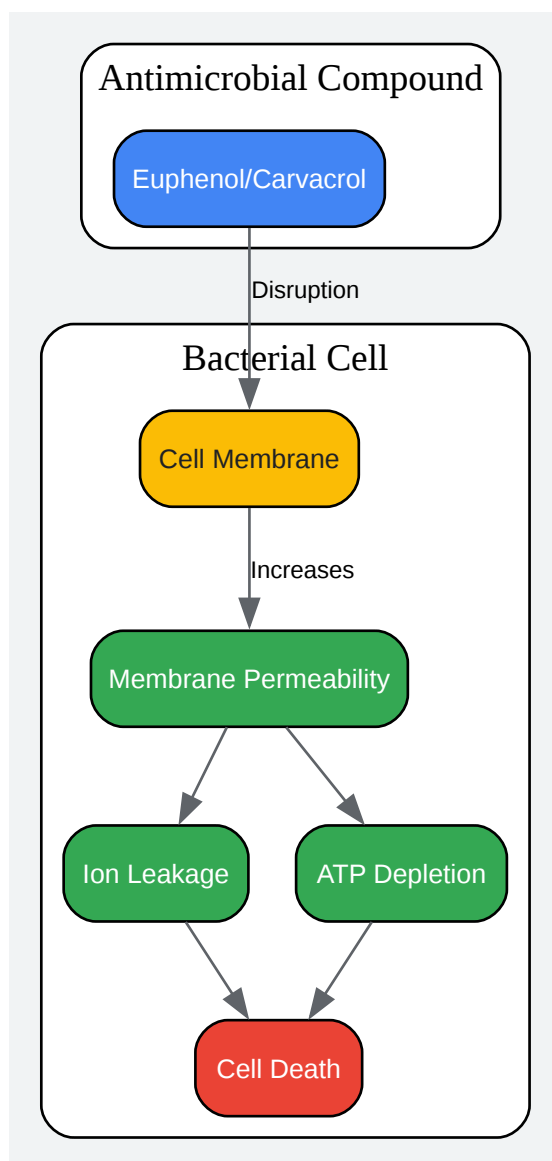 Antimicrobial Compound
Euphenol/Carvacrol
Disruption
Bacterial Cell
Cell Membrane
Increases
Membrane Permeability
Ion Leakage
ATP Depletion
Cell Death